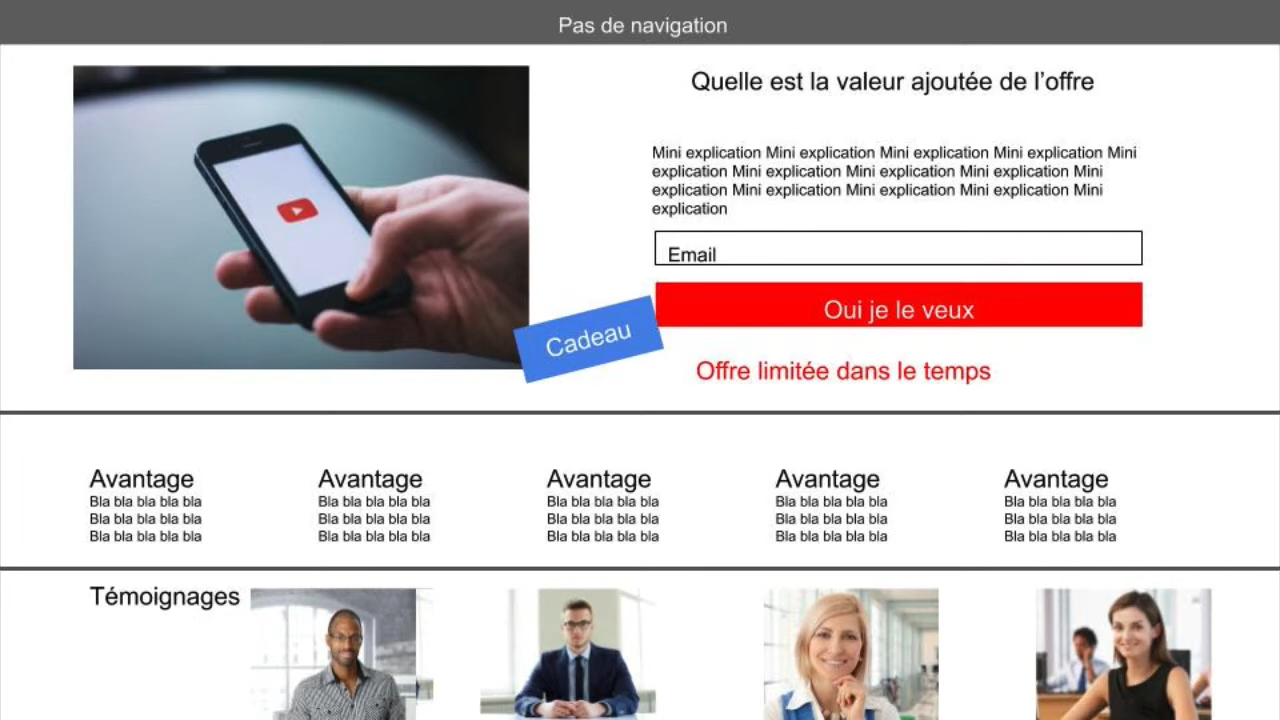 Pas de navigation
Quelle est la valeur ajoutée de l’offre
Mini explication Mini explication Mini explication Mini explication Mini
explication Mini explication Mini explication Mini explication Mini
explication Mini explication Mini explication Mini explication Mini
explication
Email
Oui je le veux
Cadeau
Offre limitée dans le temps
Avantage
Bla bla bla bla bla
Bla bla bla bla bla
Bla bla bla bla bla
Avantage
Bla bla bla bla bla
Bla bla bla bla bla
Bla bla bla bla bla
Avantage
Bla bla bla bla bla
Bla bla bla bla bla
Bla bla bla bla bla
Avantage
Bla bla bla bla bla
Bla bla bla bla bla
Bla bla bla bla bla
Avantage
Bla bla bla bla bla
Bla bla bla bla bla
Bla bla bla bla bla
Témoignages